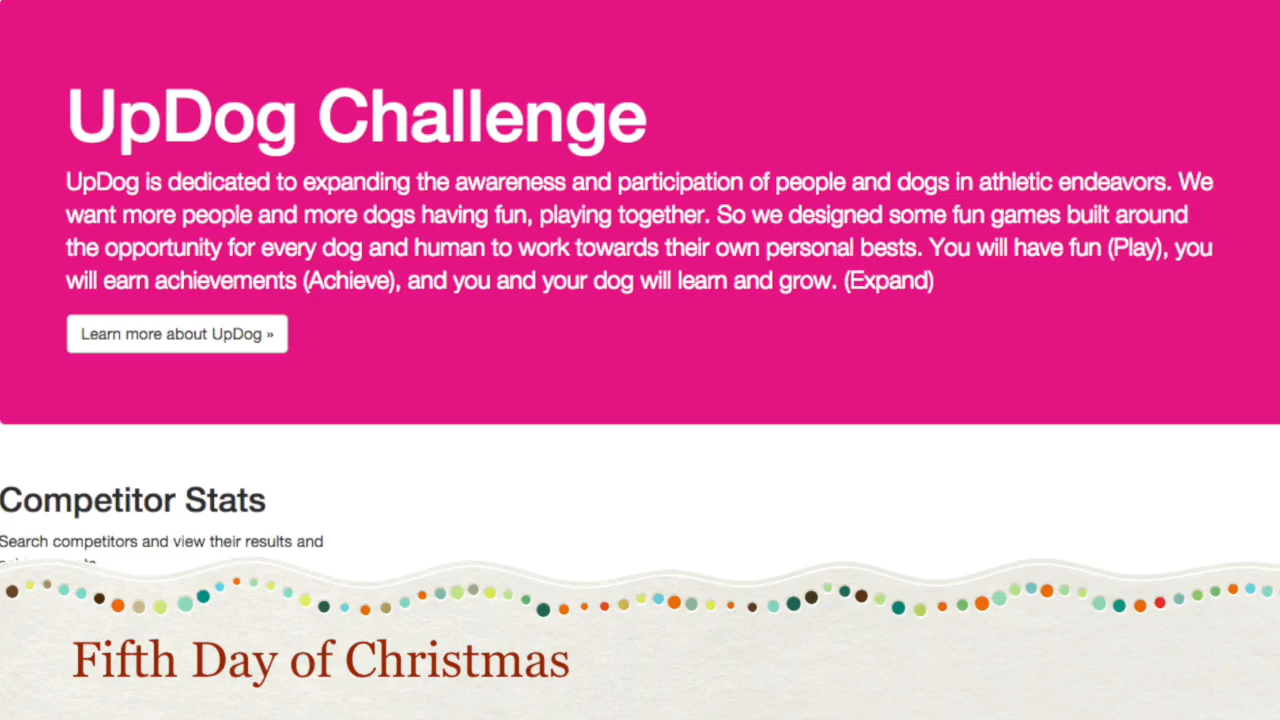 UpDog Challenge
UpDog is dedicated to expanding the awareness and participation of people and dogs in athletic endeavors. We
want more people and more dogs having fun, playing together. So we designed some fun games built around
the opportunity for every dog and human to work towards their own personal bests. You will have fun (Play), you
will earn achievements (Achieve), and you and your dog will learn and grow. (Expand)
Learn more about UpDog »
Competitor Stats
Search competitors and view their results and
Fifth Day of Christmas